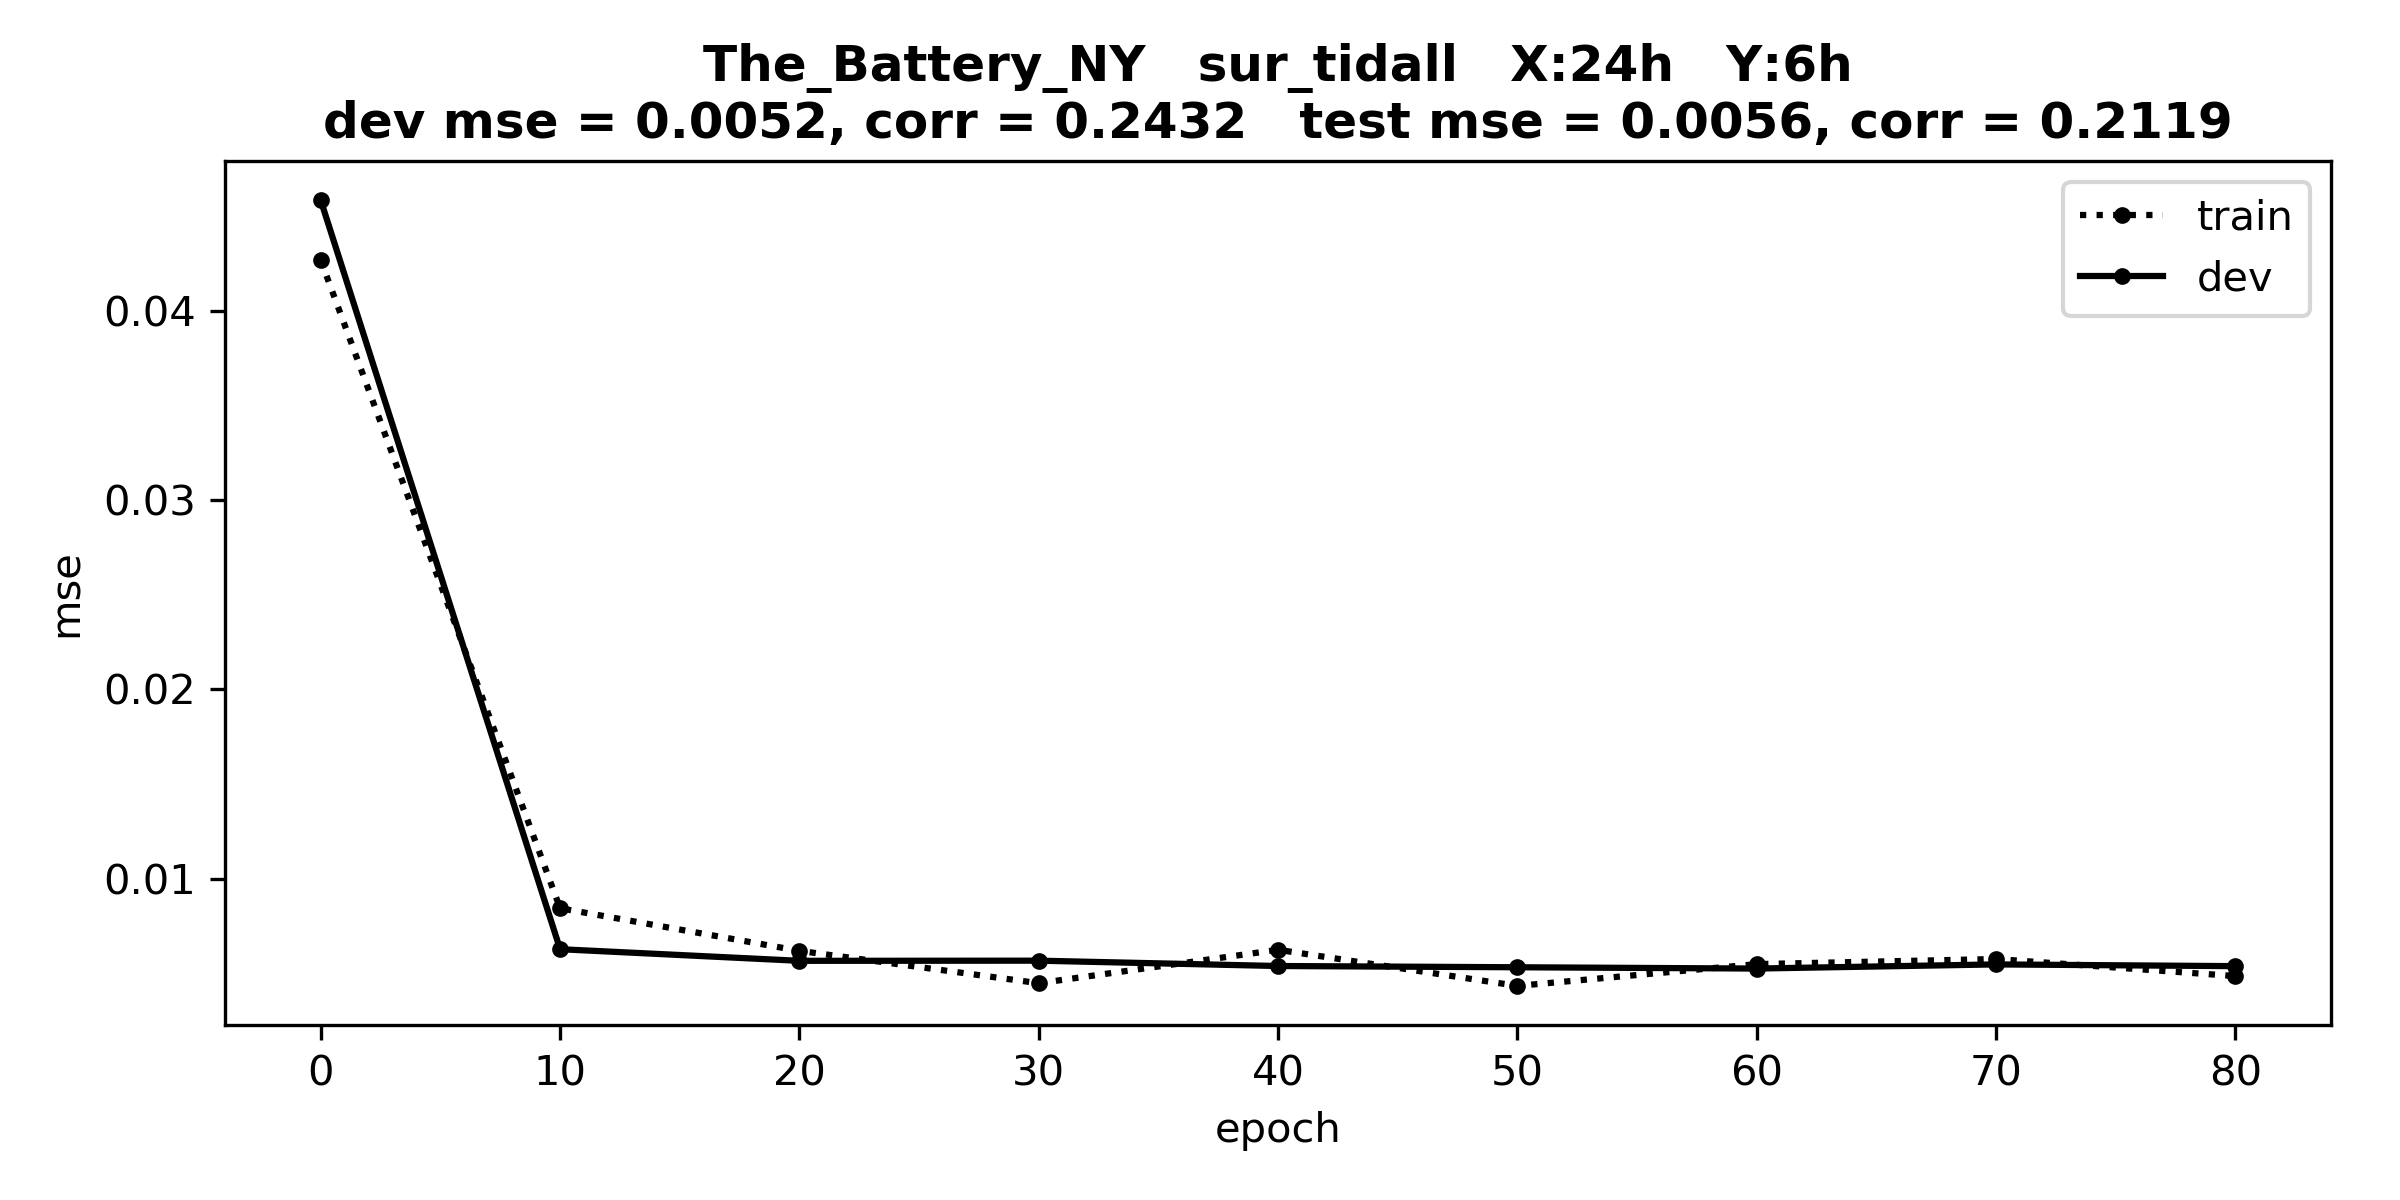 The_Battery_NY   sur_tidall   X:24h   Y:6h
dev mse = 0.0052, corr = 0.2432   test mse = 0.0056, corr = 0.2119
train
dev
0.04
0.03
0.02
0.01
mse
0 10 20 30 40 50 60 70 80
epoch